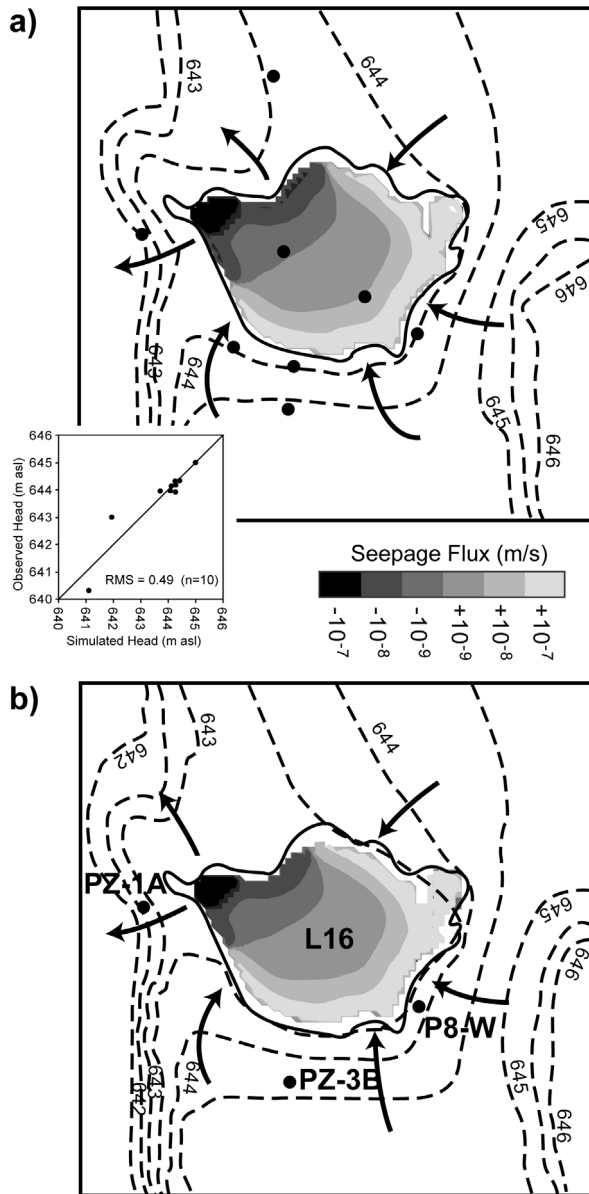 a)
643
644
645
646
643
644
645
646
646
645
644
643
642
641
640
Observed Head (m asl)
RMS = 0.49 (n=10)
640 641 642 643 644 645 646
Simulated Head (m asl)
Seepage Flux (m/s)
-10⁻⁷ -10⁻⁸ -10⁻⁹ +10⁻⁹ +10⁻⁸ +10⁻⁷
b)
643
642
644
PZ-1A
645
L16
646
P8-W
643
644
642
PZ-3B
645
646